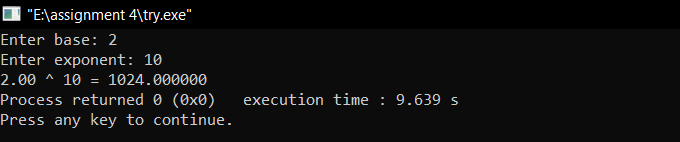 "E:\assignment 4\try.exe"
Enter base: 2
Enter exponent: 10
2.00 ^ 10 = 1024.000000
Process returned 0 (0x0)   execution time : 9.639 s
Press any key to continue.